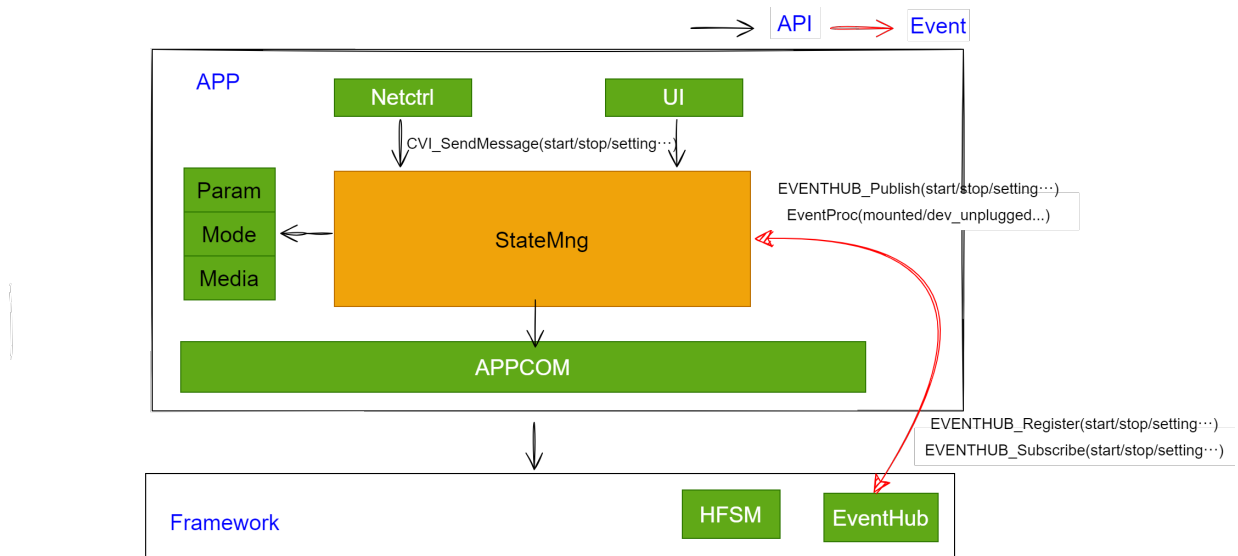 API
Event
APP
Netctrl
UI
CVI_SendMessage(start/stop/setting⋯)
Param
Mode
Media
StateMng
EVENTHUB_Publish(start/stop/setting⋯)
EventProc(mounted/dev_unplugged...)
APPCOM
EVENTHUB_Register(start/stop/setting⋯)
EVENTHUB_Subscribe(start/stop/setting⋯)
Framework
HFSM
EventHub